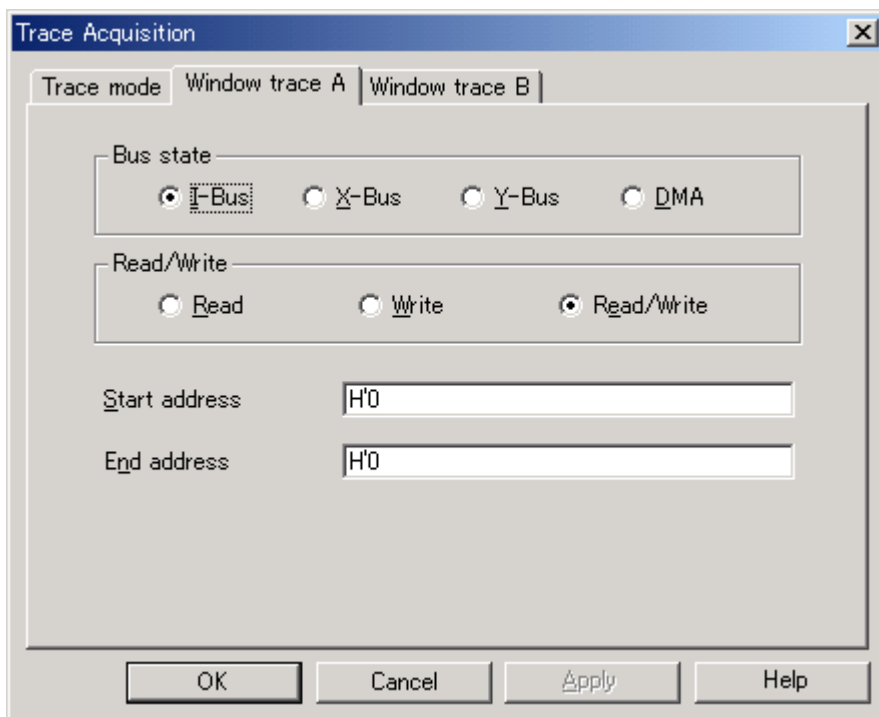 Trace Acquisition
Trace mode Window trace A Window trace B
Bus state
I-Bus X-Bus Y-Bus DMA
Read/Write
Read Write Read/Write
Start address H'0
End address H'0
OK Cancel Apply Help